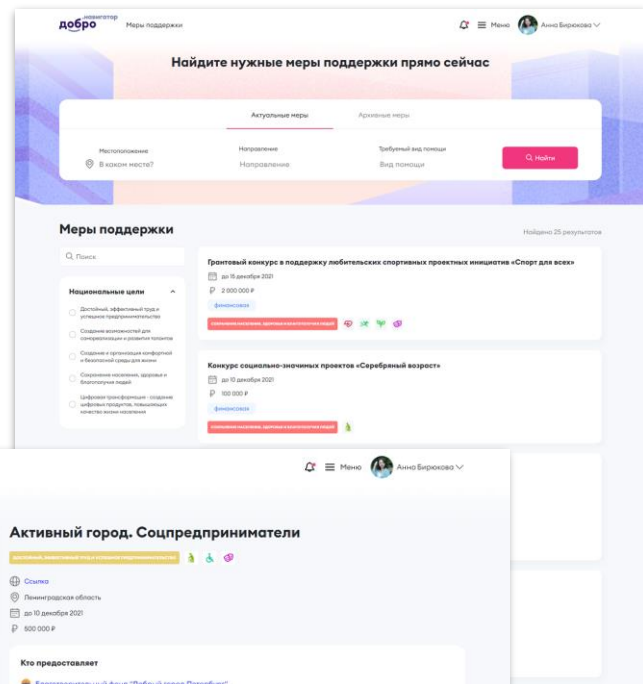 навигатор
добро
Меры поддержки
Меню
Анна Бирюкова
Найдите нужные меры поддержки прямо сейчас
Актуальные меры
Архивные меры
Местоположение
В каком месте?
Направление
Направление
Требуемый вид помощи
Вид помощи
Найти
Меры поддержки
Найдено 25 результатов
Поиск
Национальные цели
Достойный, эффективный труд и
успешное предпринимательство
Создание возможностей для
самореализации и развития талантов
Создание и организация комфортной
и безопасной среды для жизни
Сохранение населения, здоровья и
благополучия людей
Цифровая трансформация - создание
цифровых продуктов, повышающих
качество жизни населения
Грантовый конкурс в поддержку любительских спортивных проектных инициатив «Спорт для всех»
до 15 декабря 2021
2 000 000 ₽
финансовая
СОХРАНЕНИЕ НАСЕЛЕНИЯ, ЗДОРОВЬЯ И БЛАГОПОЛУЧИЯ ЛЮДЕЙ
Конкурс социально-значимых проектов «Серебряный возраст»
до 10 декабря 2021
100 000 ₽
финансовая
СОХРАНЕНИЕ НАСЕЛЕНИЯ, ЗДОРОВЬЯ И БЛАГОПОЛУЧИЯ ЛЮДЕЙ
Меню
Анна Бирюкова
Активный город. Соцпредприниматели
ДОСТОЙНЫЙ, ЭФФЕКТИВНЫЙ ТРУД И УСПЕШНОЕ ПРЕДПРИНИМАТЕЛЬСТВО
Ссылка
Ленинградская область
до 10 декабря 2021
500 000 ₽
Кто предоставляет
Благотворительный фонд "Добрый город Петербург"